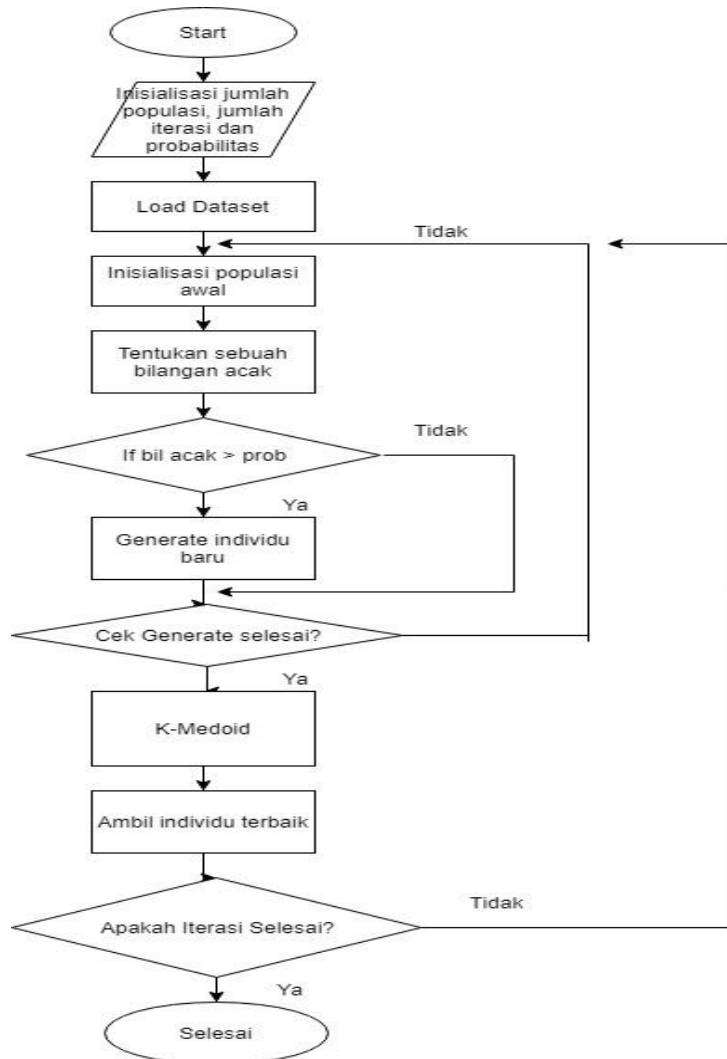 Start
Inisialisasi jumlah
populasi, jumlah
iterasi dan
probabilitas
Load Dataset
Tidak
Inisialisasi populasi
awal
Tentukan sebuah
bilangan acak
If bil acak > prob
Tidak
Ya
Generate individu
baru
Cek Generate selesai?
Ya
K-Medoid
Ambil individu terbaik
Apakah Iterasi Selesai?
Tidak
Ya
Selesai